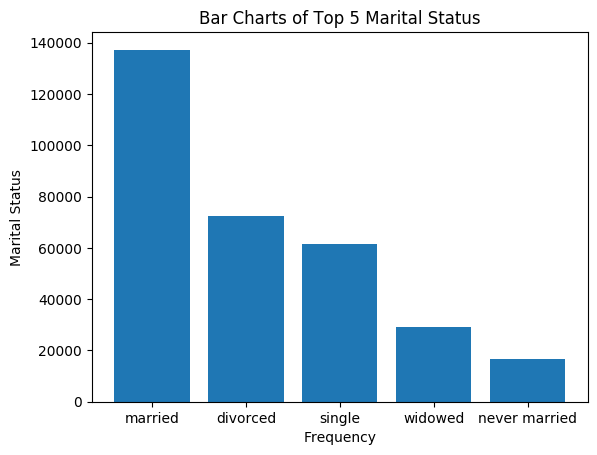 Bar Charts of Top 5 Marital Status
140000
120000
100000
80000
60000
40000
20000
0
Marital Status
married divorced single widowed never married
Frequency